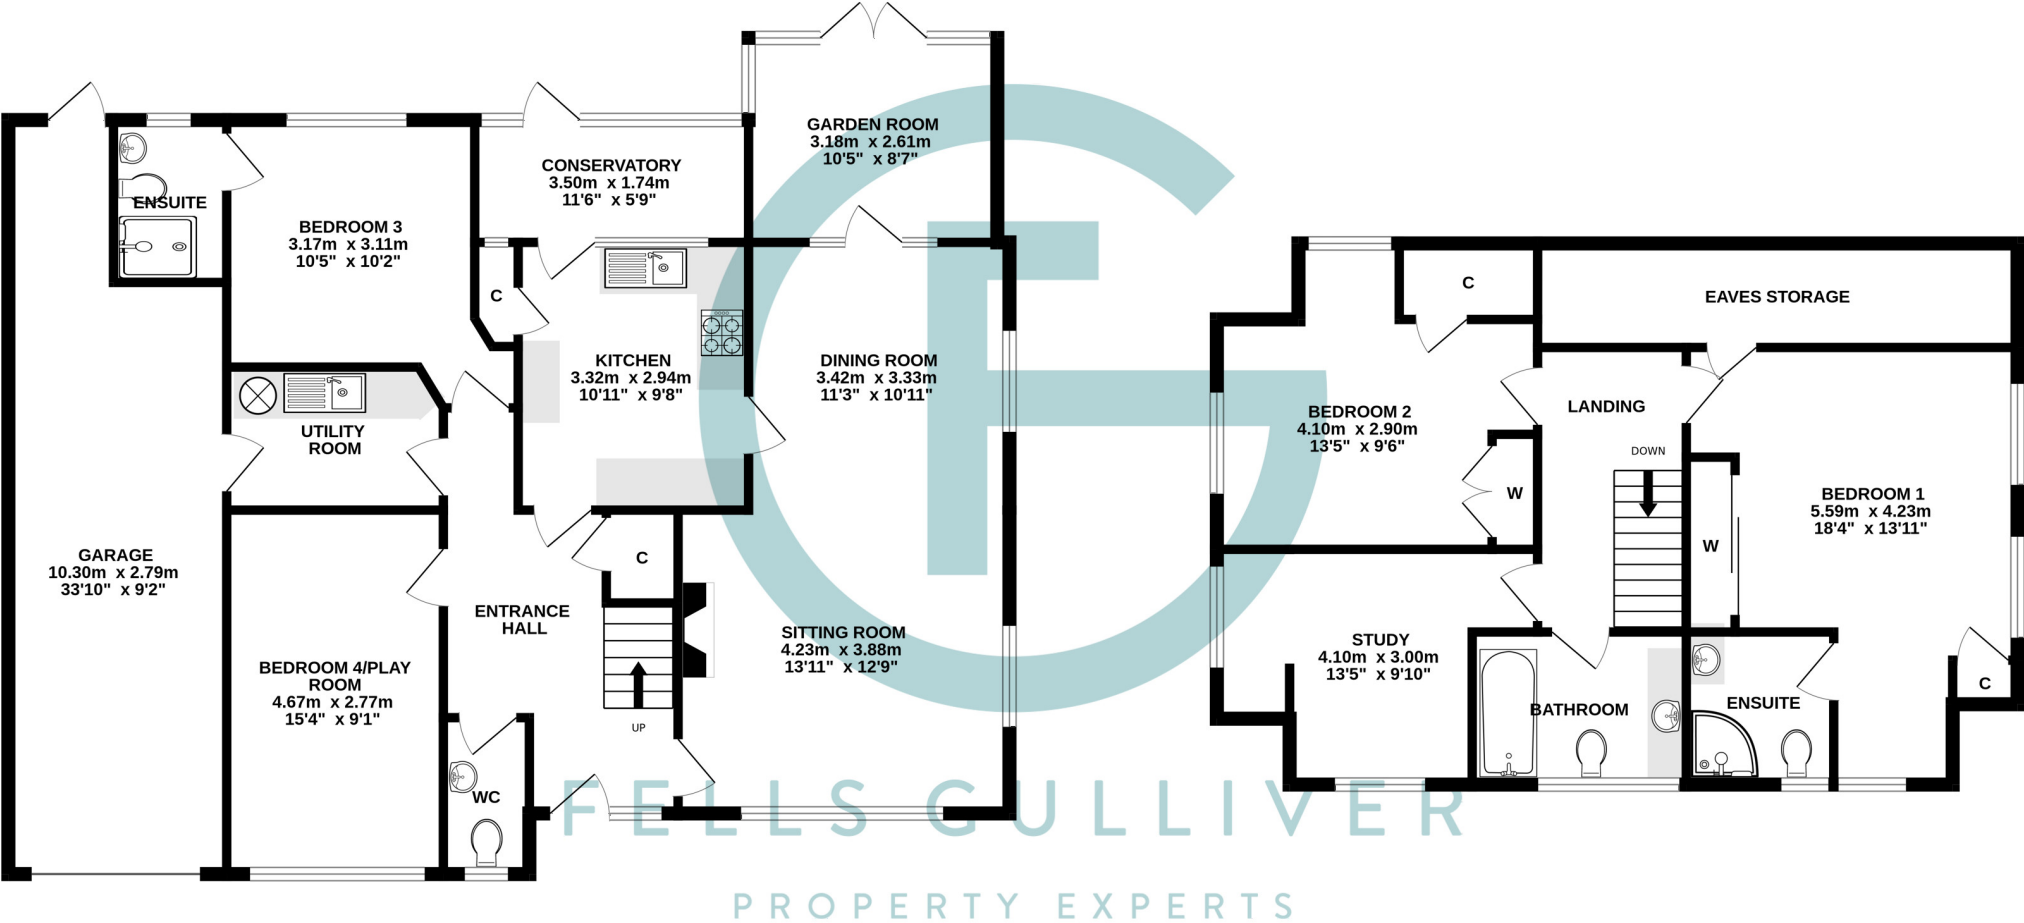 GARDEN ROOM
3.18m x 2.61m
10'5" x 8'7"
CONSERVATORY
3.50m x 1.74m
11'6" x 5'9"
ENSUITE
BEDROOM 3
3.17m x 3.11m
10'5" x 10'2"
C
KITCHEN
3.32m x 2.94m
10'11" x 9'8"
DINING ROOM
3.42m x 3.33m
11'3" x 10'11"
UTILITY
ROOM
GARAGE
10.30m x 2.79m
33'10" x 9'2"
C
ENTRANCE
HALL
SITTING ROOM
4.23m x 3.88m
13'11" x 12'9"
BEDROOM 4/PLAY
ROOM
4.67m x 2.77m
15'4" x 9'1"
UP
WC
C
EAVES STORAGE
BEDROOM 2
4.10m x 2.90m
13'5" x 9'6"
LANDING
DOWN
W
BEDROOM 1
5.59m x 4.23m
18'4" x 13'11"
W
STUDY
4.10m x 3.00m
13'5" x 9'10"
BATHROOM
ENSUITE
C
FELLS GULLIVER
PROPERTY EXPERTS